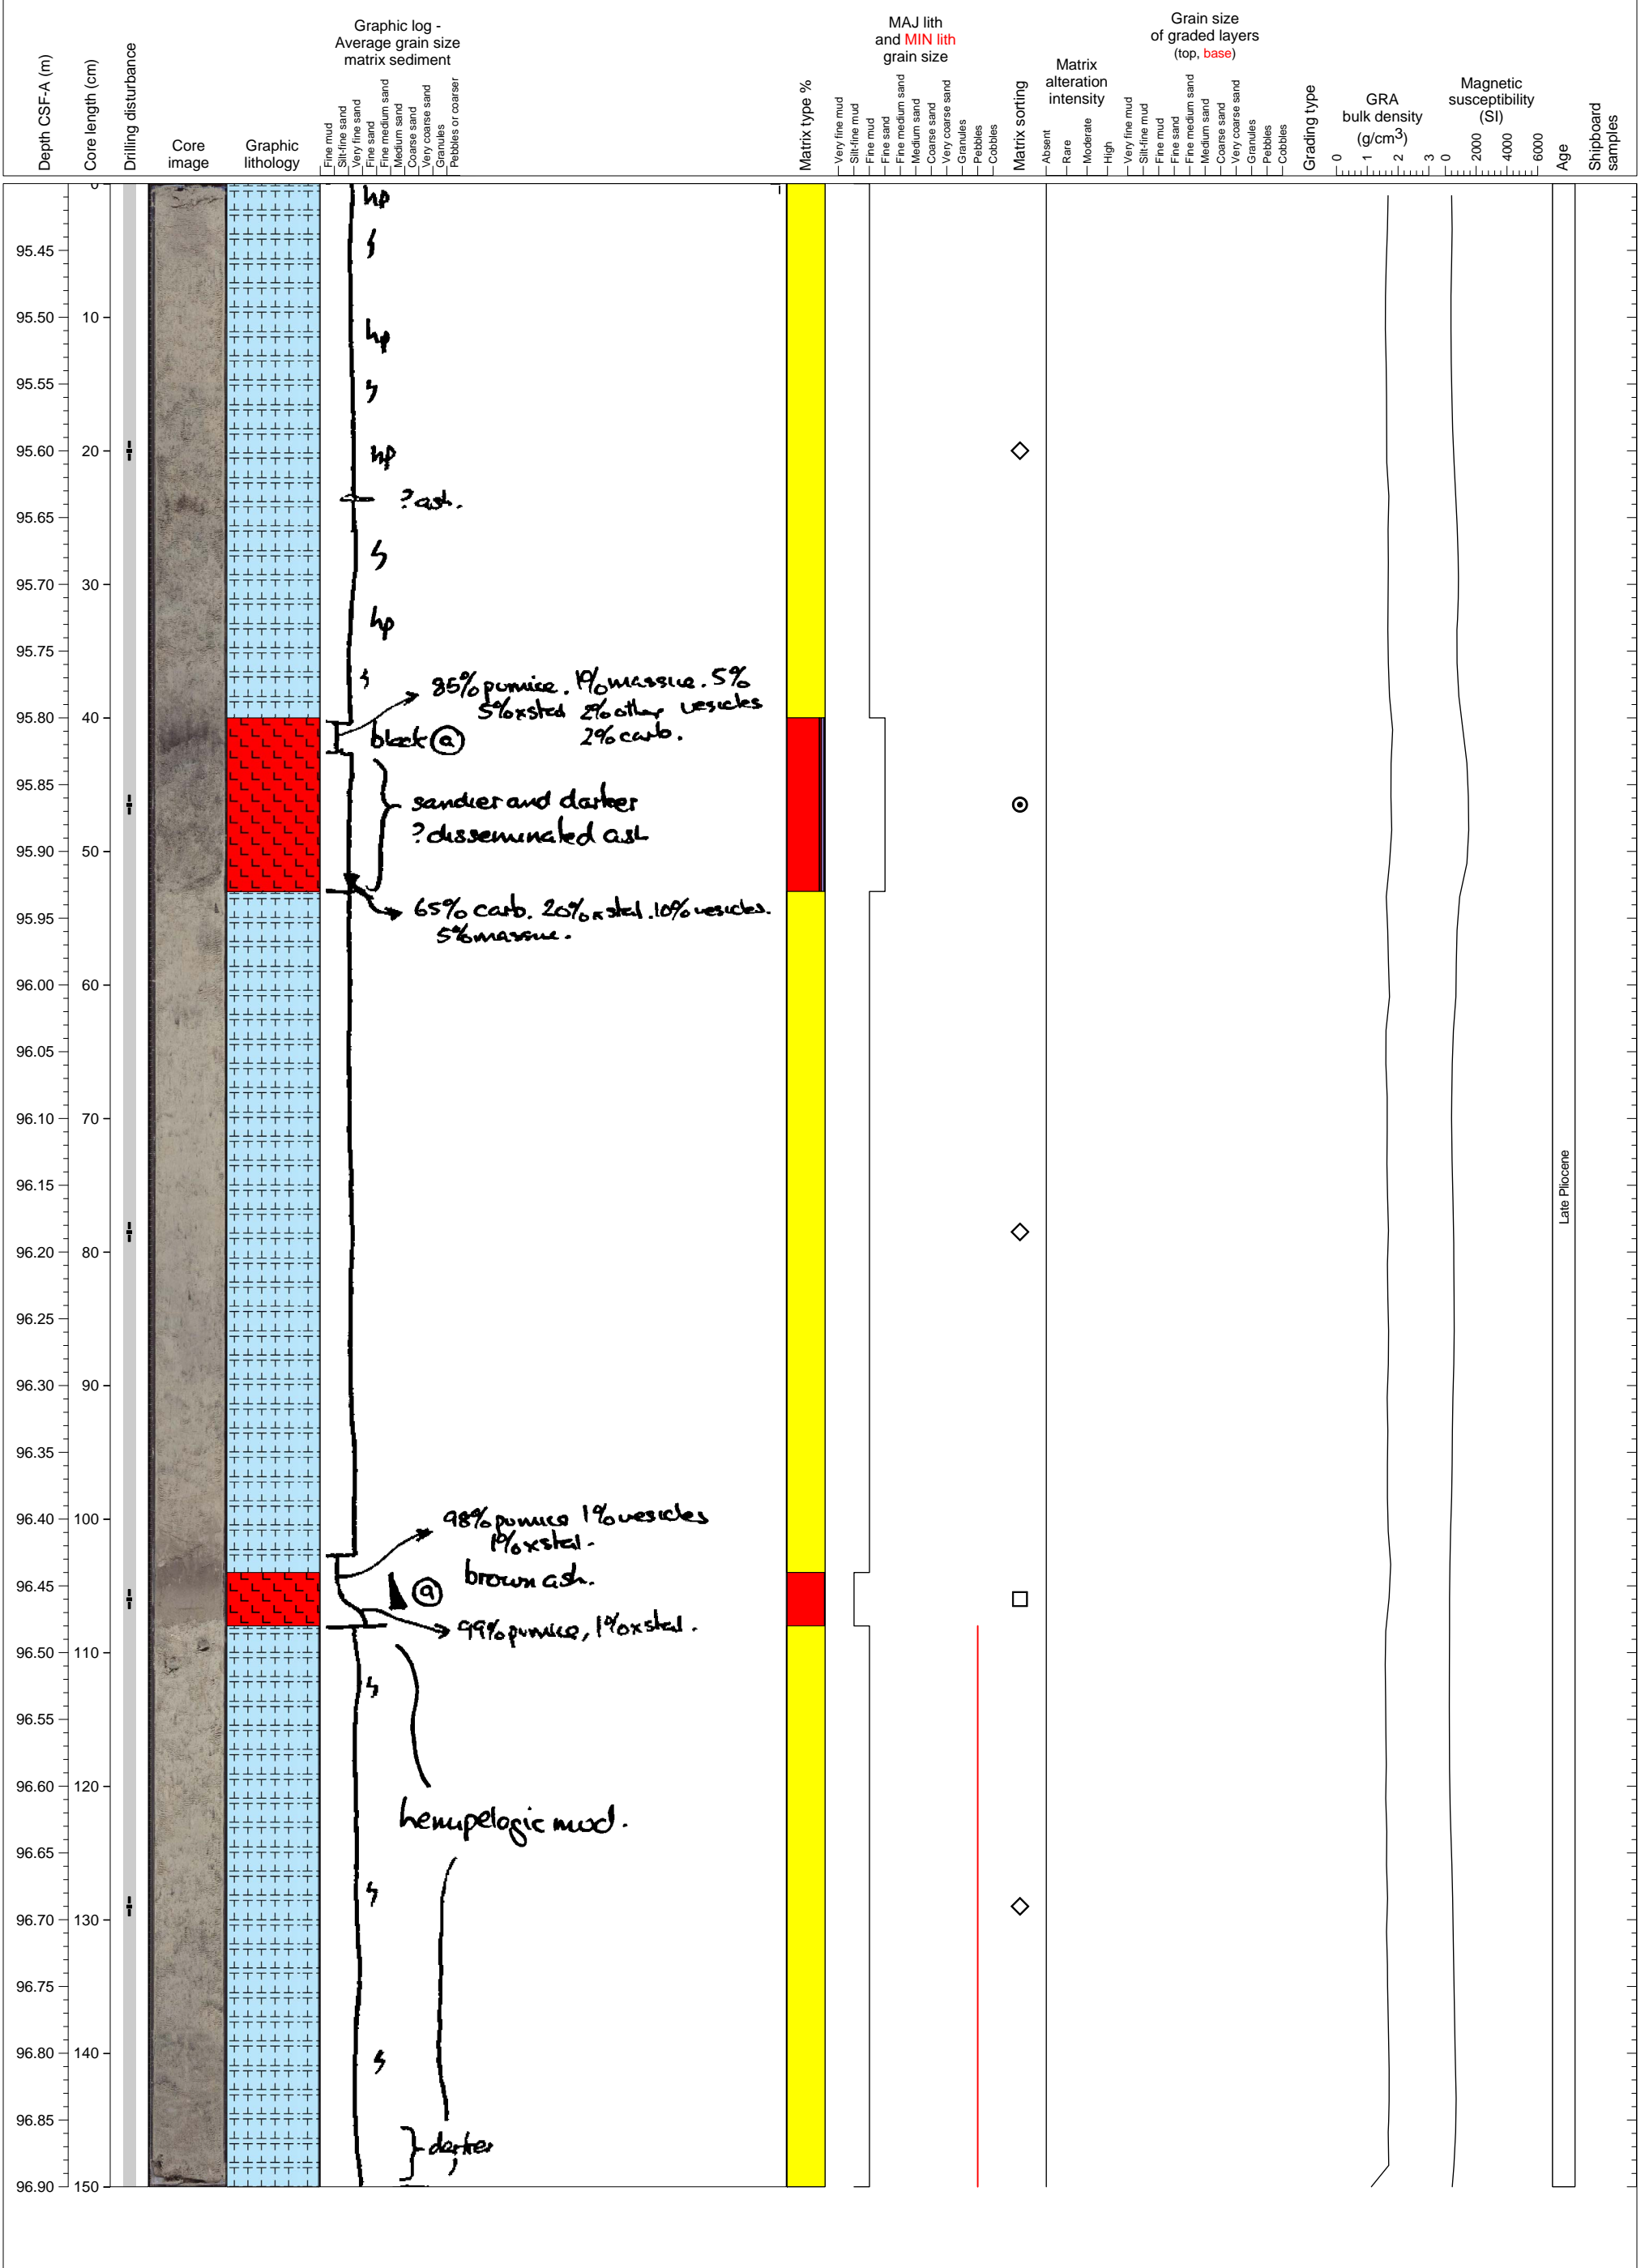 Depth CSF-A (m)
Core length (cm)
Drilling disturbance
Core
image
Graphic
lithology
Graphic log -
Average grain size
matrix sediment
Fine mud
Slit-fine sand
Very fine sand
Fine sand
Fine medium sand
Medium sand
Coarse sand
Very coarse sand
Granules
Pebbles or coarser
Matrix type %
MAJ lith
and MIN lith
grain size
Very fine mud
Silt-fine mud
Fine mud
Fine sand
Fine medium sand
Medium sand
Coarse sand
Very coarse sand
Granules
Pebbles
Cobbles
Matrix sorting
Matrix
alteration
intensity
Absent
Rare
Moderate
High
Grain size
of graded layers
(top, base)
Very fine mud
Silt-fine mud
Fine mud
Fine sand
Fine medium sand
Medium sand
Coarse sand
Very coarse sand
Granules
Pebbles
Cobbles
Grading type
GRA
bulk density
(g/cm3)
0 1 2 3
Magnetic
susceptibility
(SI)
0 2000 4000 6000
Age
Shipboard
samples
0
hp
95.45
95.50 10
hp
95.55
95.60 20
hp
? ash.
95.65
95.70 30
hp
95.75
85% pumice. 1% massive. 5%
5% xstal 2% other vesicles
2% carb.
95.80 40
black a
95.85
sandier and darker
? disseminated ash
95.90 50
95.95
65% carb. 20% xstal. 10% vesicles.
5% massive.
96.00 60
96.05
96.10 70
96.15
Late Pliocene
96.20 80
96.25
96.30 90
96.35
96.40 100
98% pumice 1% vesicles
1% xstal.
96.45
brown ash.
a
99% pumice, 1% xstal.
96.50 110
96.55
96.60 120
hemipelagic mud.
96.65
96.70 130
96.75
96.80 140
96.85
darker
96.90 150